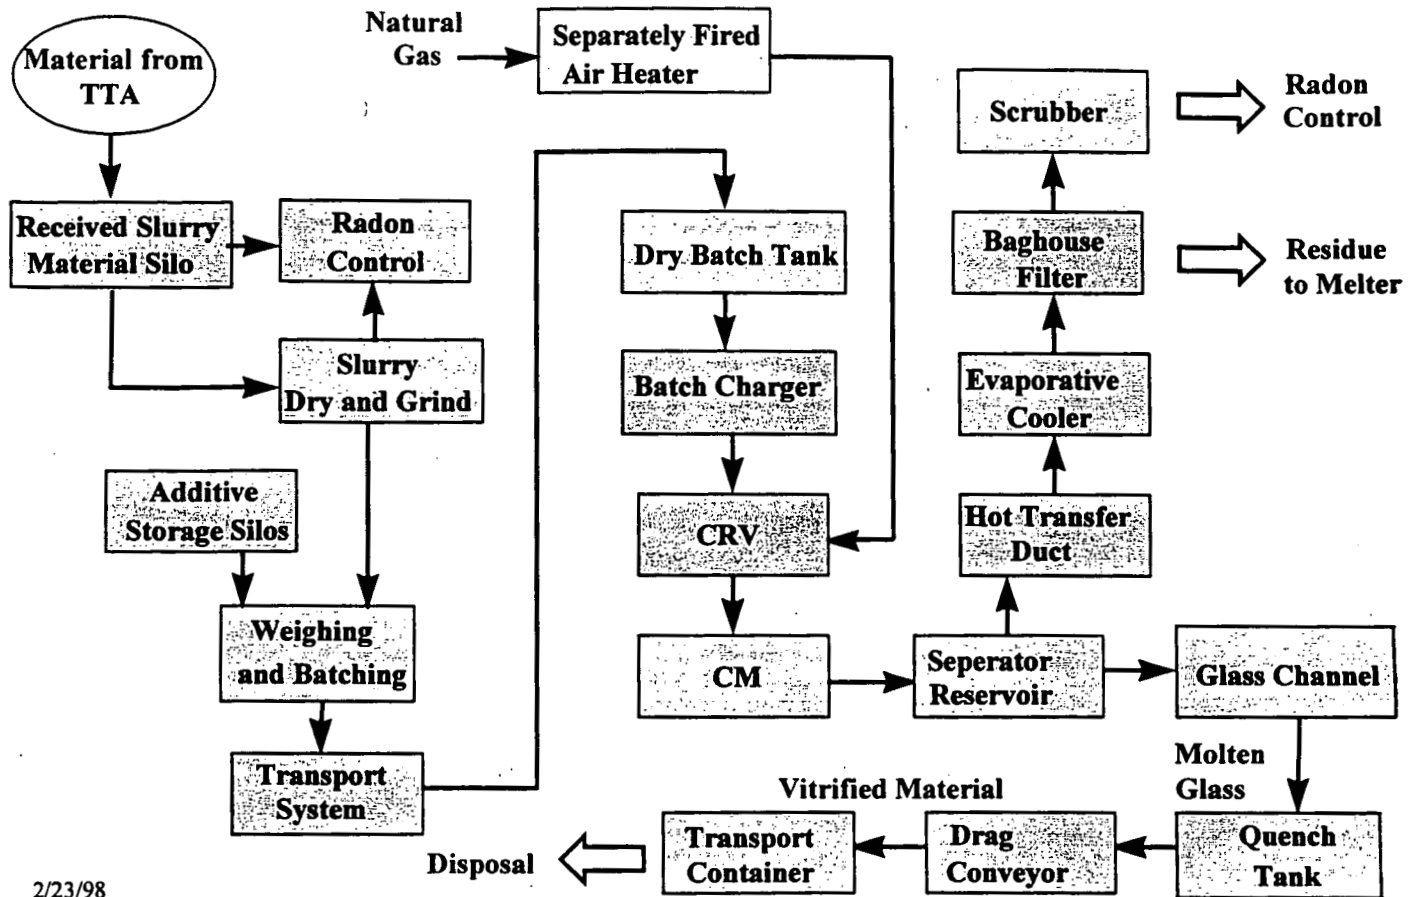 Material from
TTA
Natural
Gas
Separately Fired
Air Heater
Scrubber
Radon
Control
Received Slurry
Material Silo
Radon
Control
Dry Batch Tank
Baghouse
Filter
Residue
to Melter
Slurry
Dry and Grind
Batch Charger
Evaporative
Cooler
Additive
Storage Silos
CRV
Hot Transfer
Duct
Weighing
and Batching
CM
Seperator
Reservoir
Glass Channel
Transport
System
Molten
Glass
Vitrified Material
Quench
Tank
Drag
Conveyor
Transport
Container
Disposal
2/23/98